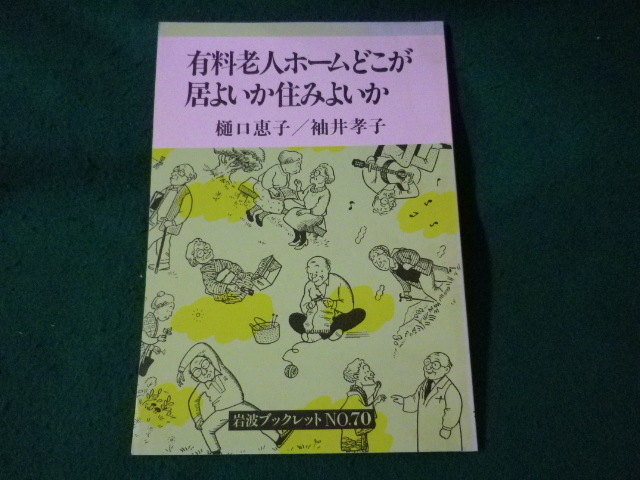 有料老人ホームどこが
居よいか住みよいか
樋口恵子／袖井孝子
岩波ブックレットNO.70